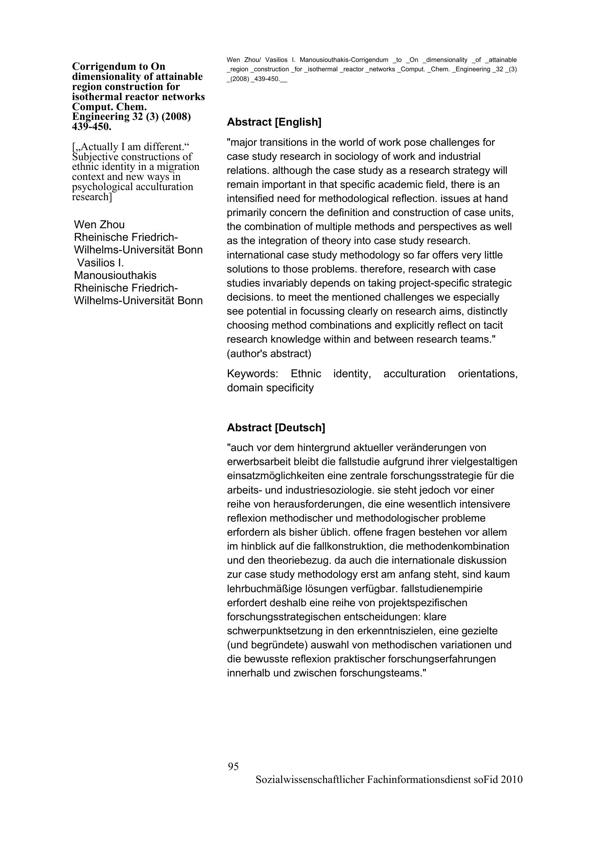 Corrigendum to On
dimensionality of attainable
region construction for
isothermal reactor networks
Comput. Chem.
Engineering 32 (3) (2008)
439-450.
[„Actually I am different.“
Subjective constructions of
ethnic identity in a migration
context and new ways in
psychological acculturation
research]
Wen Zhou
Rheinische Friedrich-
Wilhelms-Universität Bonn
Vasilios I.
Manousiouthakis
Rheinische Friedrich-
Wilhelms-Universität Bonn
Wen Zhou/ Vasilios I. Manousiouthakis-Corrigendum _to _On _dimensionality _of _attainable
_region _construction _for _isothermal _reactor _networks _Comput. _Chem. _Engineering _32 _(3)
_(2008) _439-450.__
Abstract [English]
"major transitions in the world of work pose challenges for
case study research in sociology of work and industrial
relations. although the case study as a research strategy will
remain important in that specific academic field, there is an
intensified need for methodological reflection. issues at hand
primarily concern the definition and construction of case units,
the combination of multiple methods and perspectives as well
as the integration of theory into case study research.
international case study methodology so far offers very little
solutions to those problems. therefore, research with case
studies invariably depends on taking project-specific strategic
decisions. to meet the mentioned challenges we especially
see potential in focussing clearly on research aims, distinctly
choosing method combinations and explicitly reflect on tacit
research knowledge within and between research teams."
(author's abstract)
Keywords: Ethnic identity, acculturation orientations,
domain specificity
Abstract [Deutsch]
"auch vor dem hintergrund aktueller veränderungen von
erwerbsarbeit bleibt die fallstudie aufgrund ihrer vielgestaltigen
einsatzmöglichkeiten eine zentrale forschungsstrategie für die
arbeits- und industriesoziologie. sie steht jedoch vor einer
reihe von herausforderungen, die eine wesentlich intensivere
reflexion methodischer und methodologischer probleme
erfordern als bisher üblich. offene fragen bestehen vor allem
im hinblick auf die fallkonstruktion, die methodenkombination
und den theoriebezug. da auch die internationale diskussion
zur case study methodology erst am anfang steht, sind kaum
lehrbuchmäßige lösungen verfügbar. fallstudienempirie
erfordert deshalb eine reihe von projektspezifischen
forschungsstrategischen entscheidungen: klare
schwerpunktsetzung in den erkenntniszielen, eine gezielte
(und begründete) auswahl von methodischen variationen und
die bewusste reflexion praktischer forschungserfahrungen
innerhalb und zwischen forschungsteams."
95
Sozialwissenschaftlicher Fachinformationsdienst soFid 2010